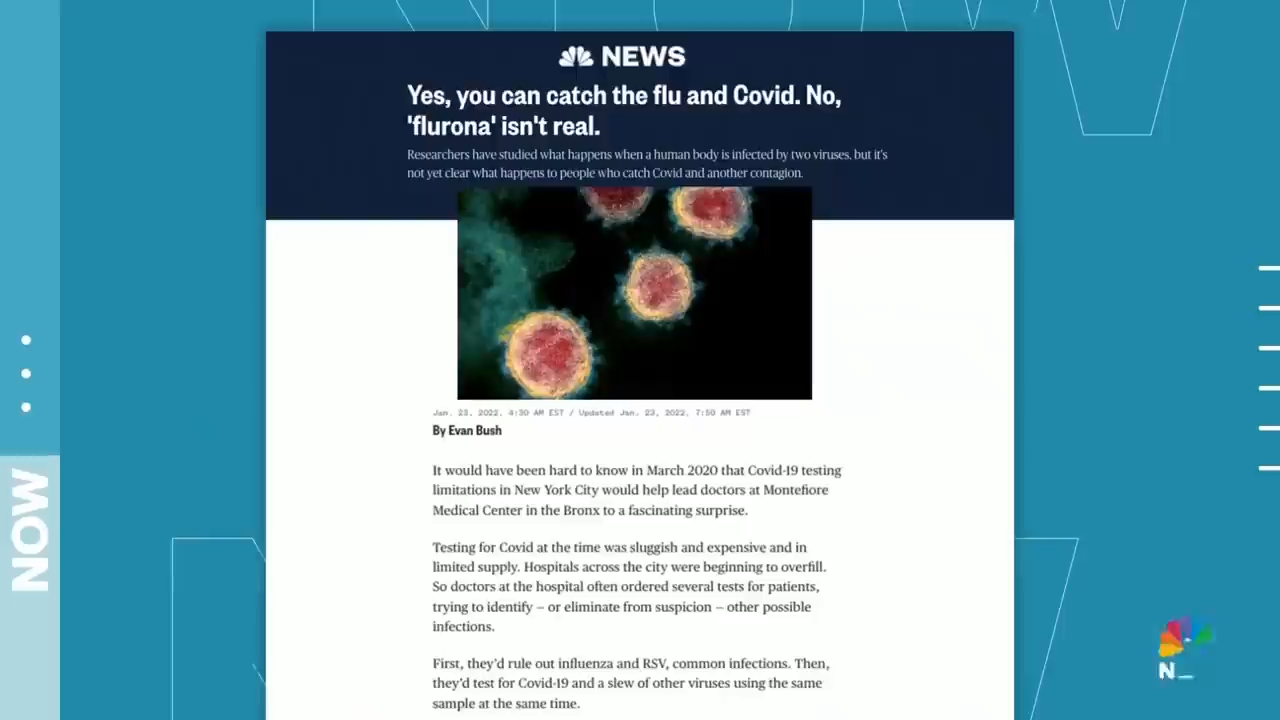 NEWS
Yes, you can catch the flu and Covid. No,
'flurona' isn't real.
Researchers have studied what happens when a human body is infected by two viruses, but it's
not yet clear what happens to people who catch Covid and another contagion.
Jan. 23, 2022, 4:30 AM EST / Updated Jan. 23, 2022, 7:50 AM EST
By Evan Bush
It would have been hard to know in March 2020 that Covid-19 testing
limitations in New York City would help lead doctors at Montefiore
Medical Center in the Bronx to a fascinating surprise.
Testing for Covid at the time was sluggish and expensive and in
limited supply. Hospitals across the city were beginning to overfill.
So doctors at the hospital often ordered several tests for patients,
trying to identify — or eliminate from suspicion — other possible
infections.
First, they'd rule out influenza and RSV, common infections. Then,
they'd test for Covid-19 and a slew of other viruses using the same
sample at the same time.
NOW
N_